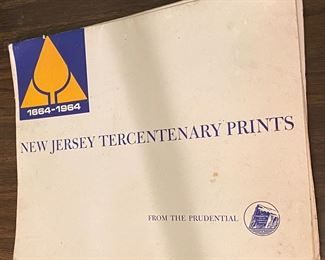 1664-1964
NEW JERSEY TERCENTENARY PRINTS
FROM THE PRUDENTIAL